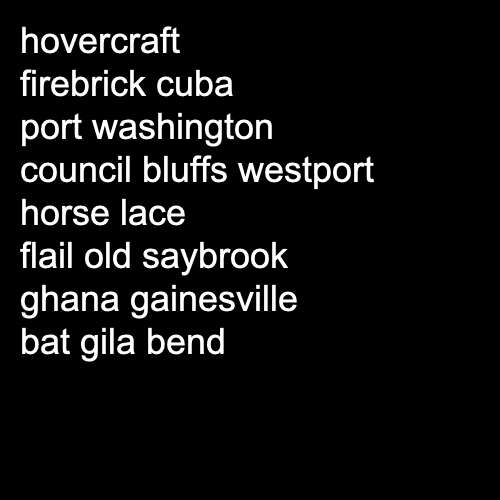 hovercraft
firebrick cuba
port washington
council bluffs westport
horse lace
flail old saybrook
ghana gainesville
bat gila bend